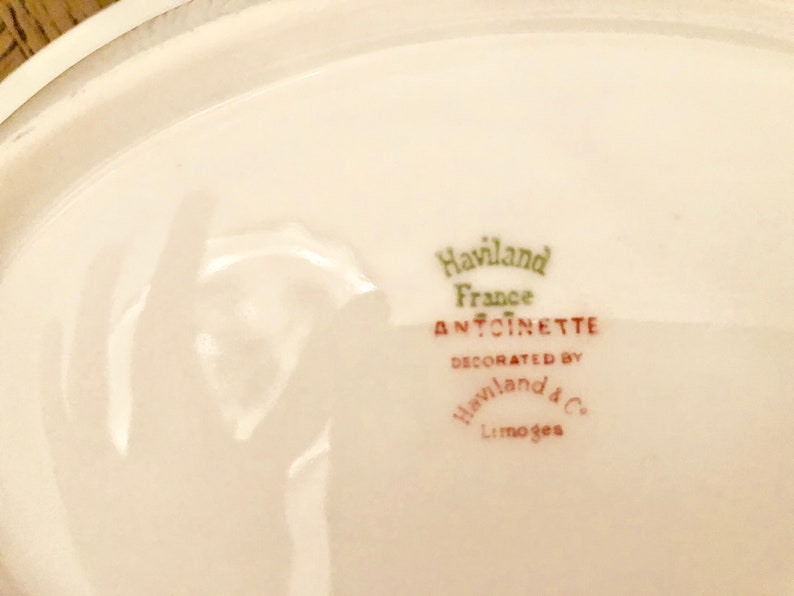 Haviland
France
ANTOINETTE
DECORATED BY
Haviland & Co
Limoges